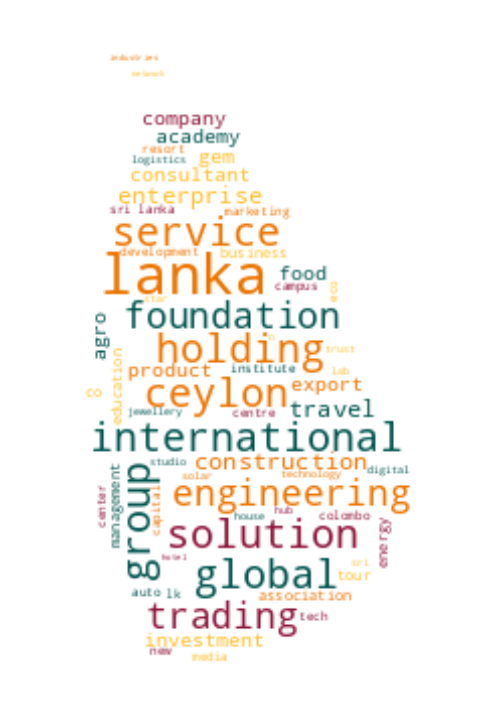 industries
network
company
academy
resort
logistics gem
consultant
enterprise
sri lanka marketing
service
development business
lanka food
campus
eco
star
foundation
agro
holding
n
trust
product institute lab
education
ceylon export
co
jewellery centre travel
international
studio construction digital
management
center
group
solar technology
engineering
capital
house hub colombo
solution
energy
hotel
global sri
tour
auto lk association
trading tech
investment
new media